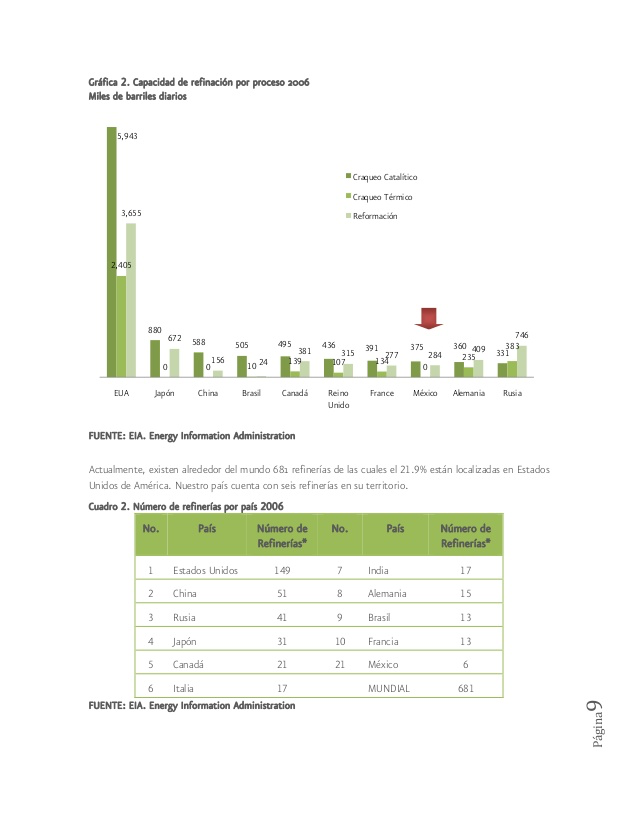 Gráfica 2. Capacidad de refinación por proceso 2006
Miles de barriles diarios
5,943
2,405
3,655
880
0
672
588
0
156
505
10
24
495
139
381
436
107
315
391
134
277
375
0
284
360
235
409
331
383
746
Craqueo Catalítico
Craqueo Térmico
Reformación
EUA Japón China Brasil Canadá Reino Unido France México Alemania Rusia
FUENTE: EIA. Energy Information Administration
Actualmente, existen alrededor del mundo 681 refinerías de las cuales el 21.9% están localizadas en Estados
Unidos de América. Nuestro país cuenta con seis refinerías en su territorio.
Cuadro 2. Número de refinerías por país 2006
No. País Número de Refinerías* No. País Número de Refinerías*
1 Estados Unidos 149 7 India 17
2 China 51 8 Alemania 15
3 Rusia 41 9 Brasil 13
4 Japón 31 10 Francia 13
5 Canadá 21 21 México 6
6 Italia 17 MUNDIAL 681
FUENTE: EIA. Energy Information Administration
Página9